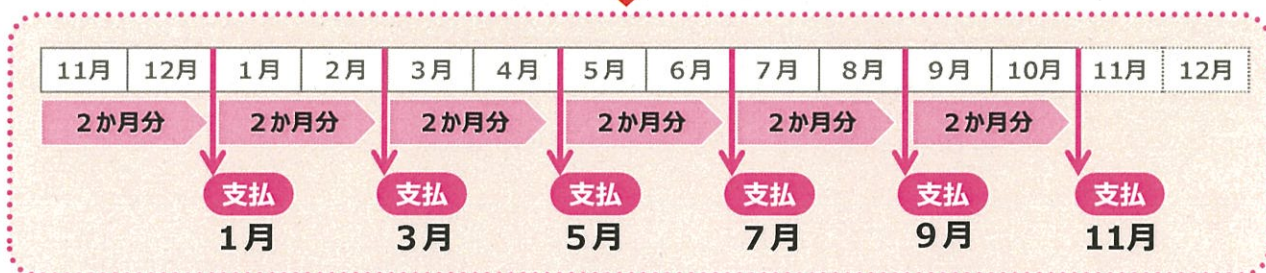 11月 12月 1月 2月 3月 4月 5月 6月 7月 8月 9月 10月 11月 12月
2か月分 2か月分 2か月分 2か月分 2か月分 2か月分
支払 支払 支払 支払 支払 支払
1月 3月 5月 7月 9月 11月